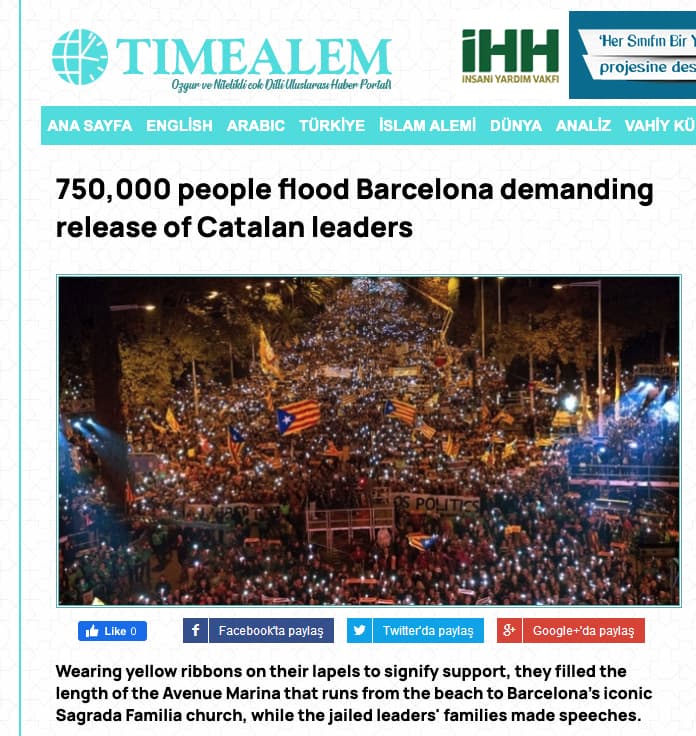 TIMEALEM
Özgür ve Nitelikli çok Dilli Uluslarası Haber Portalı
iHH
İNSANİ YARDIM VAKFI
'Her Sınıfın Bir Y
projesine des
ANA SAYFA ENGLİSH ARABIC TÜRKİYE İSLAM ALEMİ DÜNYA ANALİZ VAHİY KÜ
750,000 people flood Barcelona demanding
release of Catalan leaders
OS POLITICS
Like 0
f Facebook'ta paylaş
Twitter'da paylaş
g+ Google+'da paylaş
Wearing yellow ribbons on their lapels to signify support, they filled the
length of the Avenue Marina that runs from the beach to Barcelona's iconic
Sagrada Familia church, while the jailed leaders' families made speeches.